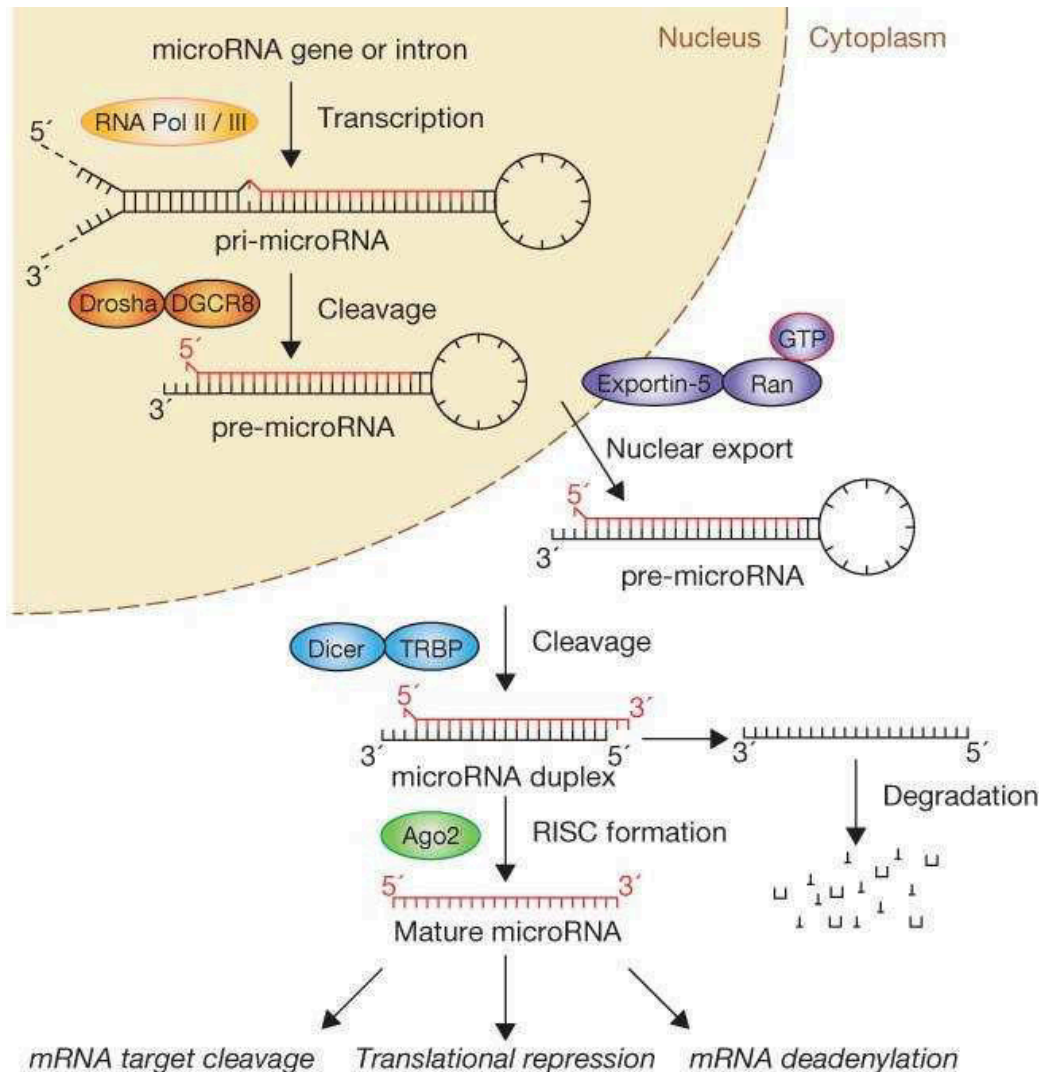 Nucleus
Cytoplasm
microRNA gene or intron
RNA Pol II / III
Transcription
5′
3′
pri-microRNA
Drosha
DGCR8
Cleavage
5′
3′
pre-microRNA
GTP
Exportin-5
Ran
Nuclear export
5′
3′
pre-microRNA
Dicer
TRBP
Cleavage
5′
3′
3′
5′
microRNA duplex
3′
5′
Degradation
Ago2
RISC formation
5′
3′
Mature microRNA
mRNA target cleavage
Translational repression
mRNA deadenylation